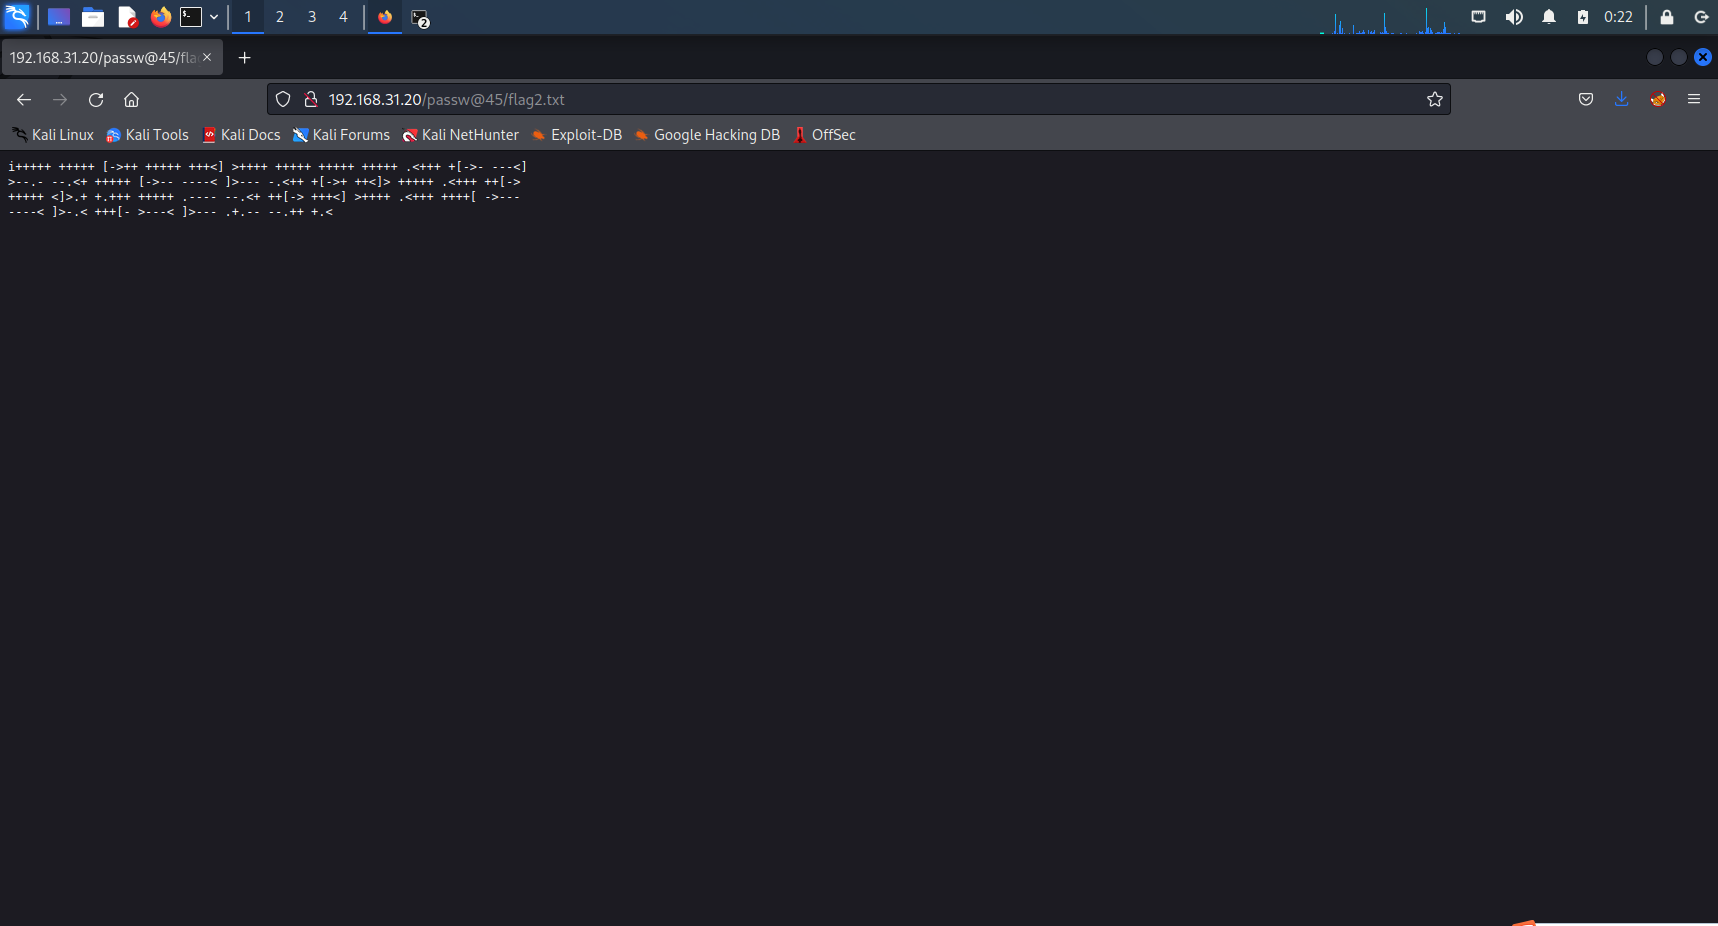 1 2 3 4 2 0:22
192.168.31.20/passw@45/fla
192.168.31.20/passw@45/flag2.txt
Kali Linux Kali Tools Kali Docs Kali Forums Kali NetHunter Exploit-DB Google Hacking DB OffSec
i+++++ +++++ [->++ +++++ +++<] >++++ +++++ +++++ +++++ .<+++ +[->- ---<]
>--.- --.<+ +++++ [->-- ----< ]>--- -.<++ +[->+ ++<]> +++++ .<+++ ++[->
+++++ <]>.+ +.+++ +++++ .---- --.<+ ++[-> +++<] >++++ .<+++ ++++[ ->---
----< ]>-.< +++[- >---< ]>--- .+.-- --.++ +.<